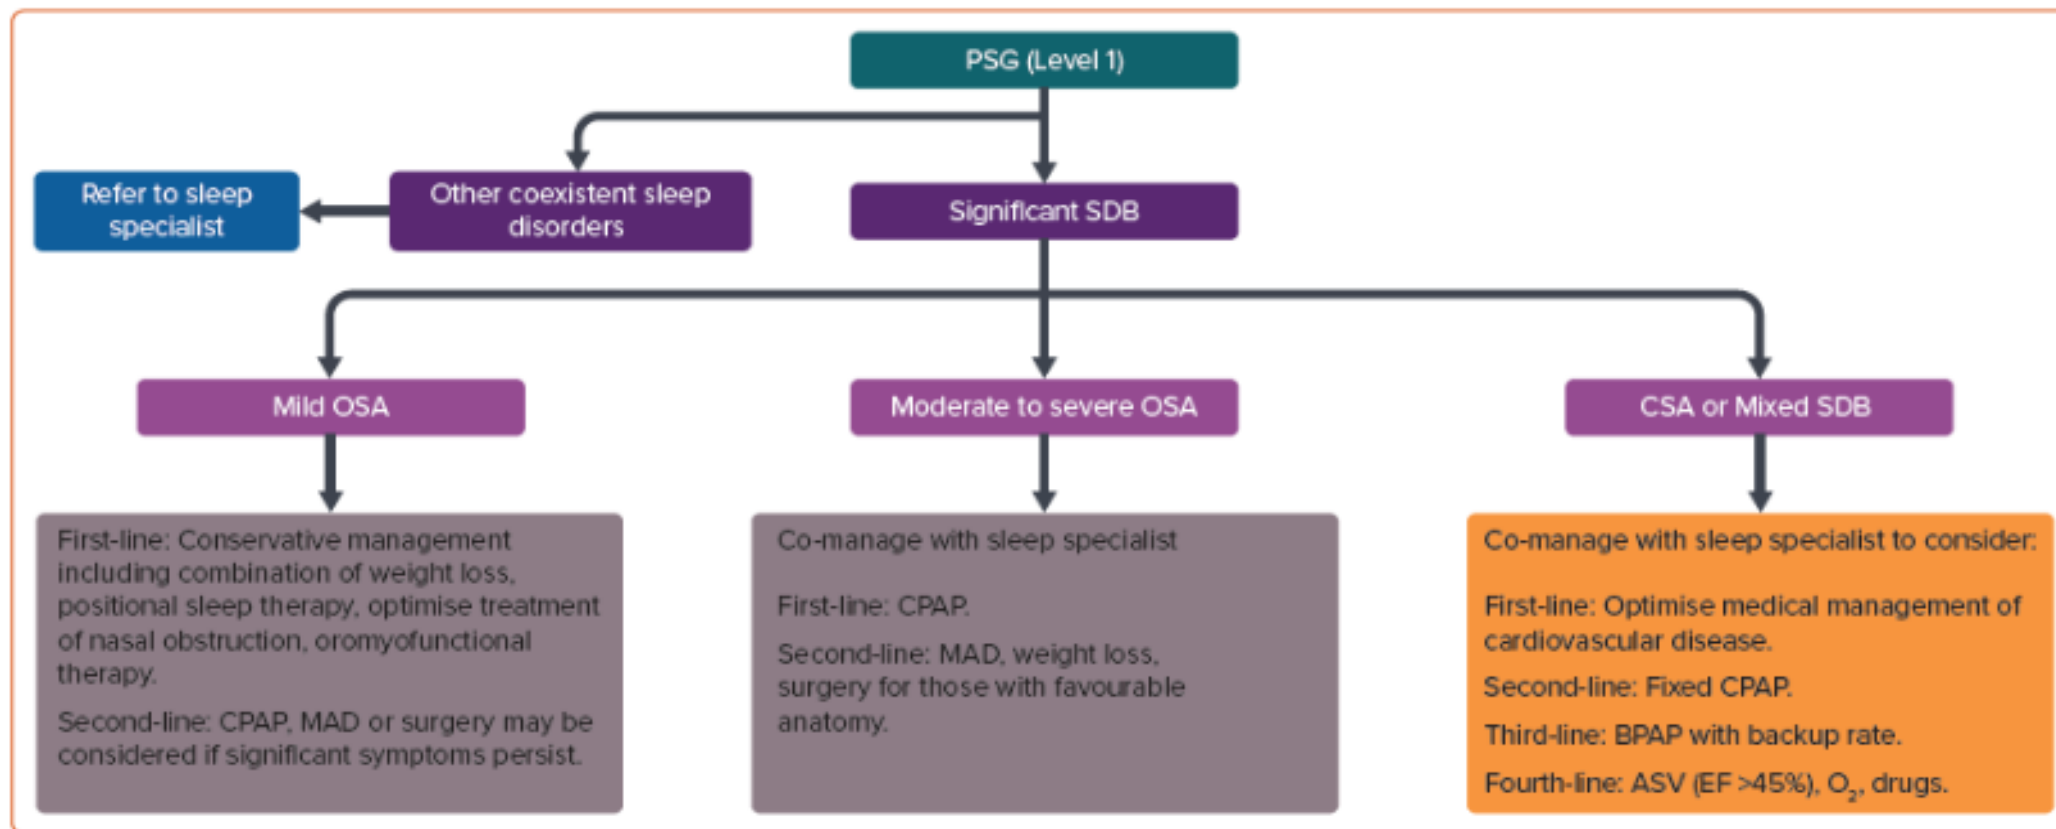 PSG (Level 1)
Refer to sleep
specialist
Other coexistent sleep
disorders
Significant SDB
Mild OSA
Moderate to severe OSA
CSA or Mixed SDB
First-line: Conservative management
including combination of weight loss,
positional sleep therapy, optimise treatment
of nasal obstruction, oromyofunctional
therapy.
Second-line: CPAP, MAD or surgery may be
considered if significant symptoms persist.
Co-manage with sleep specialist
First-line: CPAP.
Second-line: MAD, weight loss,
surgery for those with favourable
anatomy.
Co-manage with sleep specialist to consider:
First-line: Optimise medical management of
cardiovascular disease.
Second-line: Fixed CPAP.
Third-line: BPAP with backup rate.
Fourth-line: ASV (EF >45%), O₂, drugs.